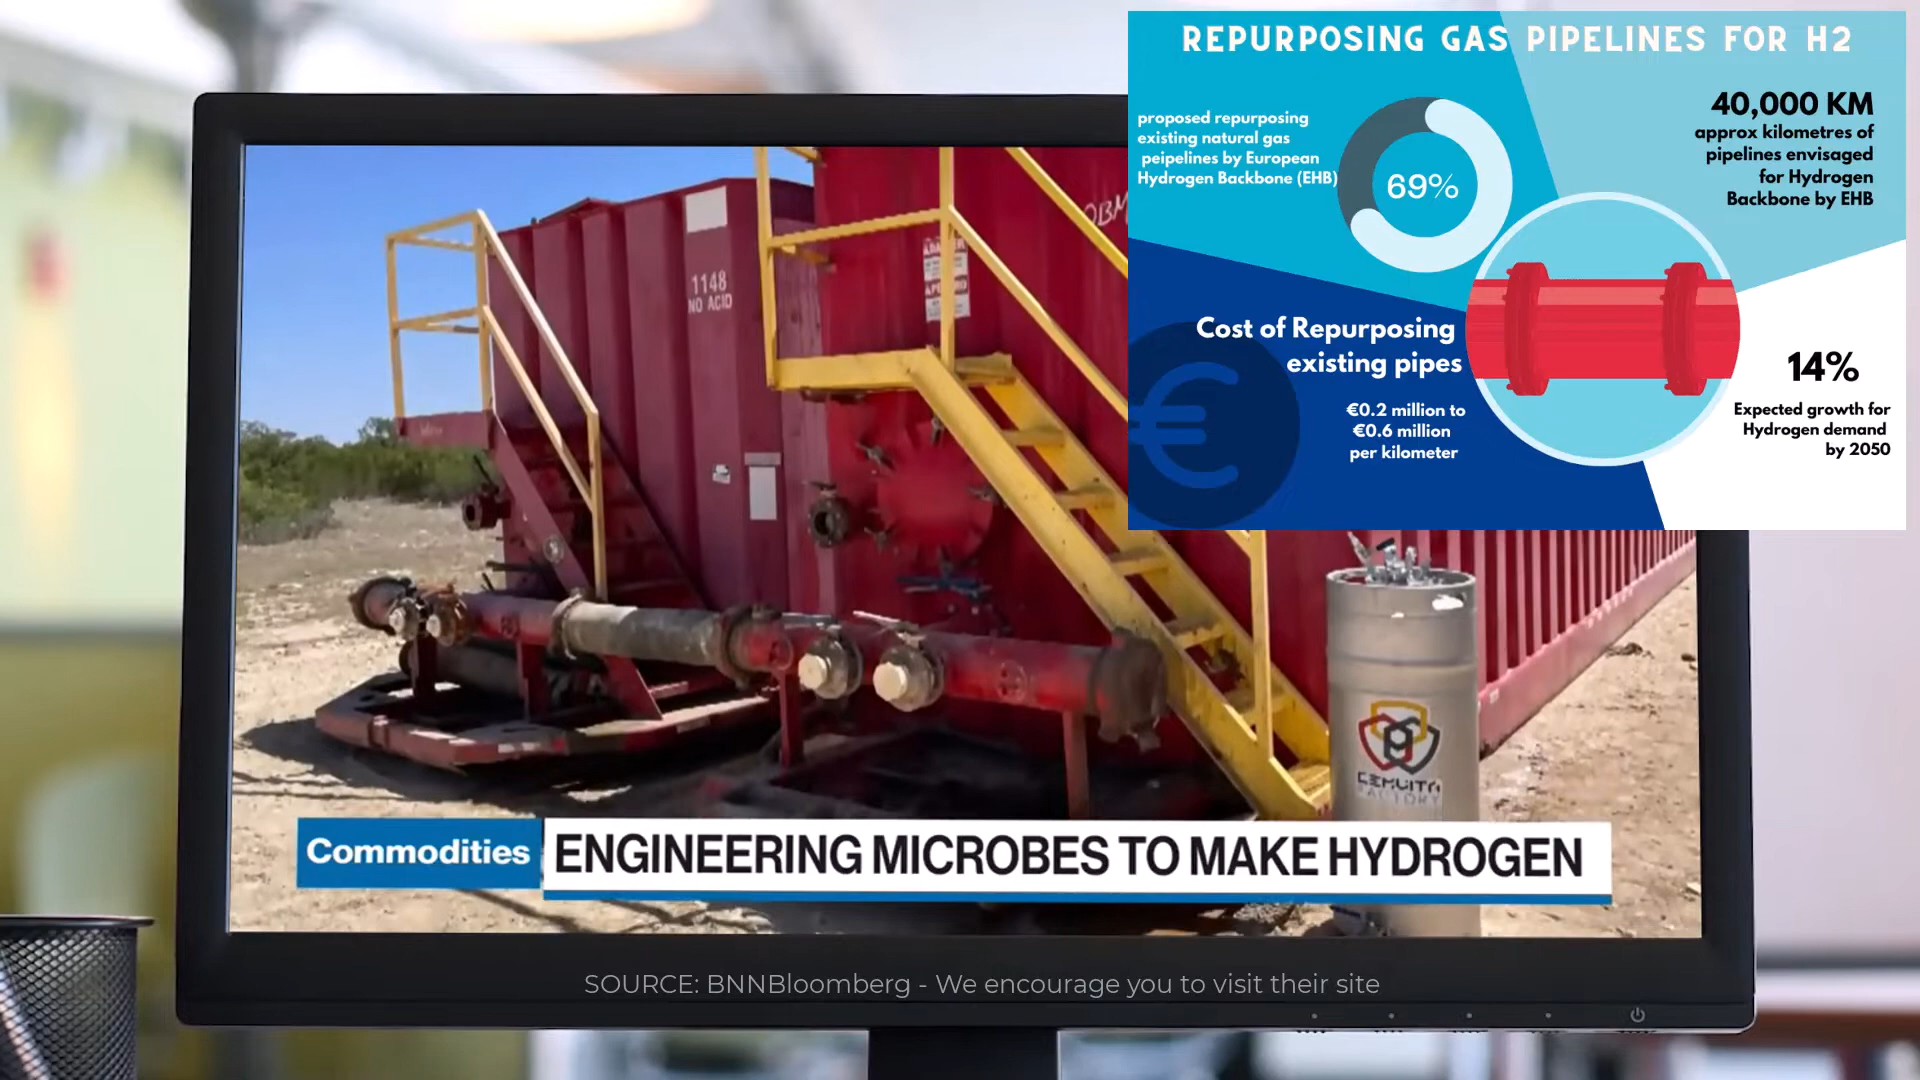 REPURPOSING GAS PIPELINES FOR H2
proposed repurposing
existing natural gas
peipelines by European
Hydrogen Backbone (EHB)
69%
40,000 KM
approx kilometres of
pipelines envisaged
for Hydrogen
Backbone by EHB
Cost of Repurposing
existing pipes
€0.2 million to
€0.6 million
per kilometer
€
14%
Expected growth for
Hydrogen demand
by 2050
1148
NO ACID
Commodities
ENGINEERING MICROBES TO MAKE HYDROGEN
SOURCE: BNNBloomberg - We encourage you to visit their site